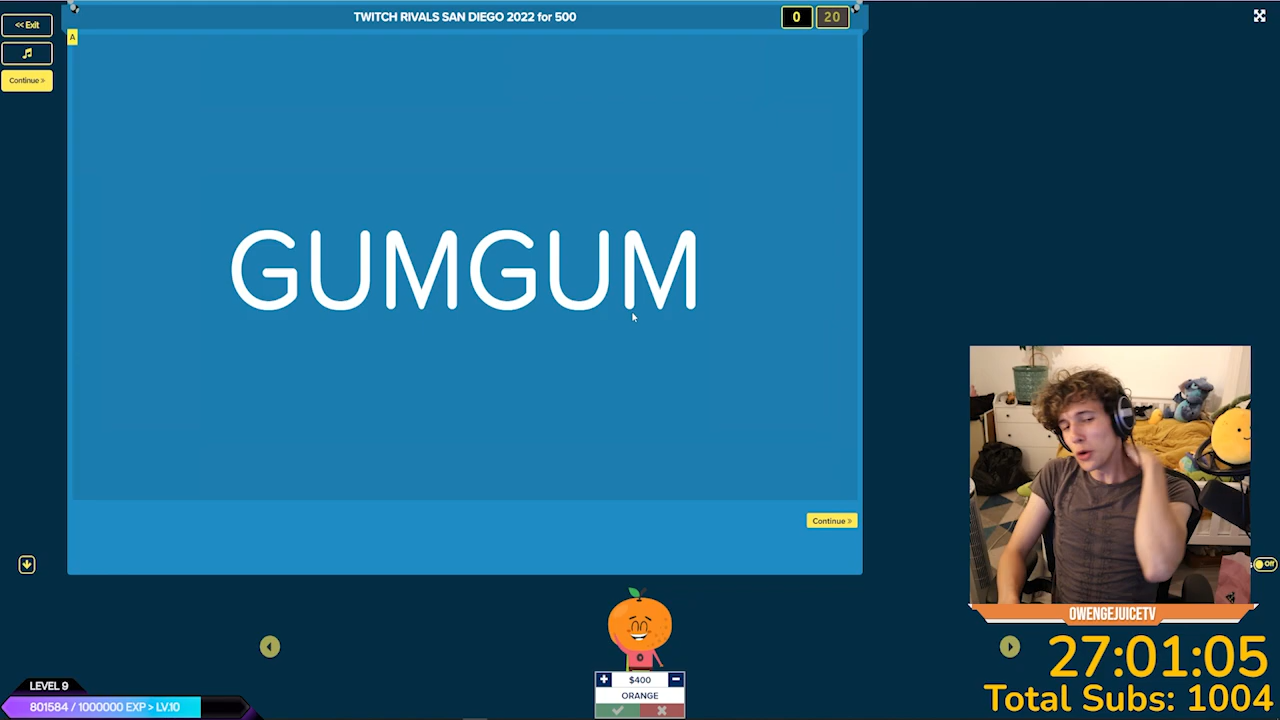 << Exit
Continue >
TWITCH RIVALS SAN DIEGO 2022 for 500
0
20
A
GUMGUM
Continue >
Off
$400
ORANGE
OWENGEJUICETV
27:01:05
Total Subs: 1004
LEVEL 9
801584 / 1000000 EXP > LV.10